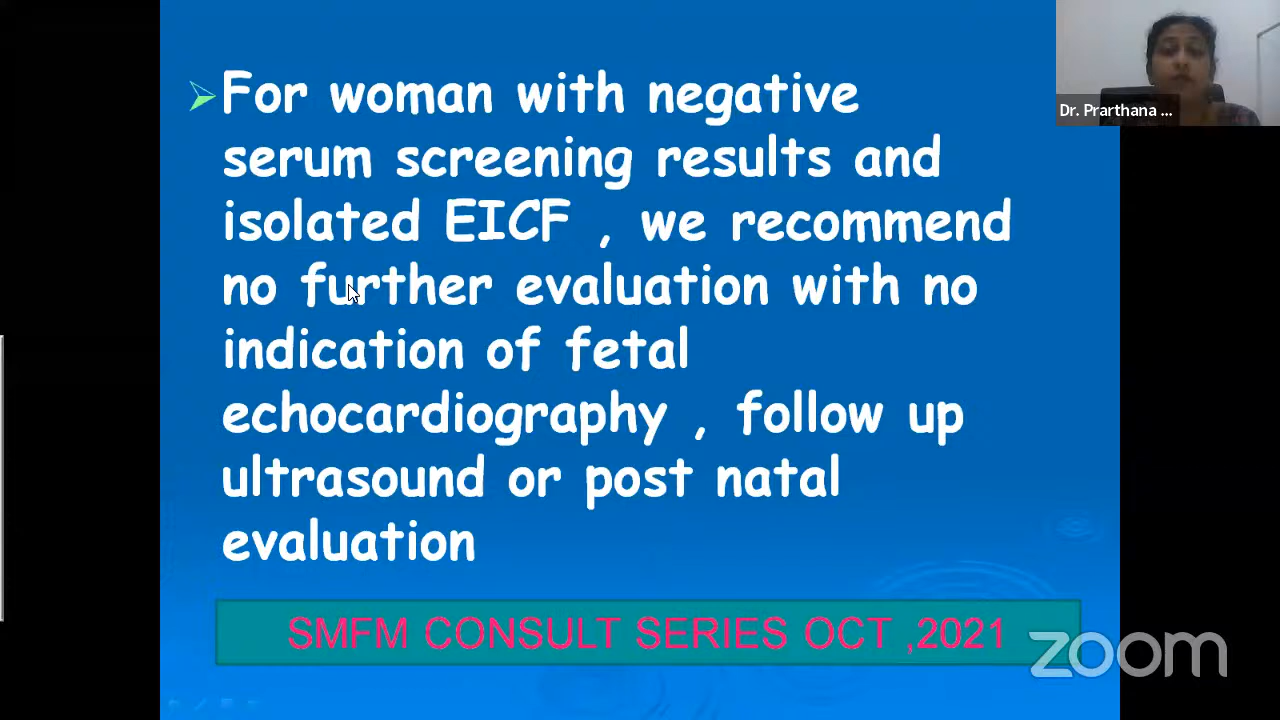 For woman with negative
serum screening results and
isolated EICF , we recommend
no further evaluation with no
indication of fetal
echocardiography , follow up
ultrasound or post natal
evaluation
SMFM CONSULT SERIES OCT ,2021
Dr. Prarthana ...
zoom